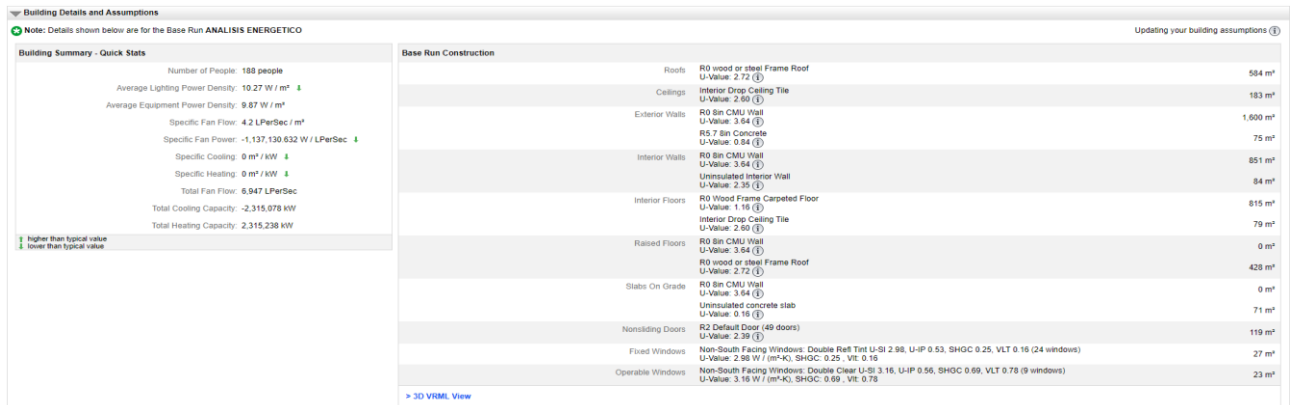 Building Details and Assumptions
Note: Details shown below are for the Base Run ANALISIS ENERGETICO
Updating your building assumptions
Building Summary - Quick Stats
Number of People: 188 people
Average Lighting Power Density: 10.27 W / m²
Average Equipment Power Density: 9.87 W / m²
Specific Fan Flow: 4.2 LPerSec / m²
Specific Fan Power: -1,137,130.632 W / LPerSec
Specific Cooling: 0 m² / kW
Specific Heating: 0 m² / kW
Total Fan Flow: 6,947 LPerSec
Total Cooling Capacity: -2,315,078 kW
Total Heating Capacity: 2,315,238 kW
higher than typical value
lower than typical value
Base Run Construction
Roofs R0 wood or steel Frame Roof
U-Value: 2.72
584 m²
Ceilings Interior Drop Ceiling Tile
U-Value: 2.60
183 m²
Exterior Walls R0 8in CMU Wall
U-Value: 3.64
1,600 m²
R5.7 8in Concrete
U-Value: 0.84
75 m²
Interior Walls R0 8in CMU Wall
U-Value: 3.64
851 m²
Uninsulated Interior Wall
U-Value: 2.35
84 m²
Interior Floors R0 Wood Frame Carpeted Floor
U-Value: 1.16
815 m²
Interior Drop Ceiling Tile
U-Value: 2.60
79 m²
Raised Floors R0 8in CMU Wall
U-Value: 3.64
0 m²
R0 wood or steel Frame Roof
U-Value: 2.72
428 m²
Slabs On Grade R0 8in CMU Wall
U-Value: 3.64
0 m²
Uninsulated concrete slab
U-Value: 0.16
71 m²
Nonsliding Doors R2 Default Door (49 doors)
U-Value: 2.39
119 m²
Fixed Windows Non-South Facing Windows: Double Refl Tint U-SI 2.98, U-IP 0.53, SHGC 0.25, VLT 0.16 (24 windows)
U-Value: 2.98 W / (m²-K), SHGC: 0.25 , Vlt: 0.16
27 m²
Operable Windows Non-South Facing Windows: Double Clear U-SI 3.16, U-IP 0.56, SHGC 0.69, VLT 0.78 (9 windows)
U-Value: 3.16 W / (m²-K), SHGC: 0.69 , Vlt: 0.78
23 m²
> 3D VRML View